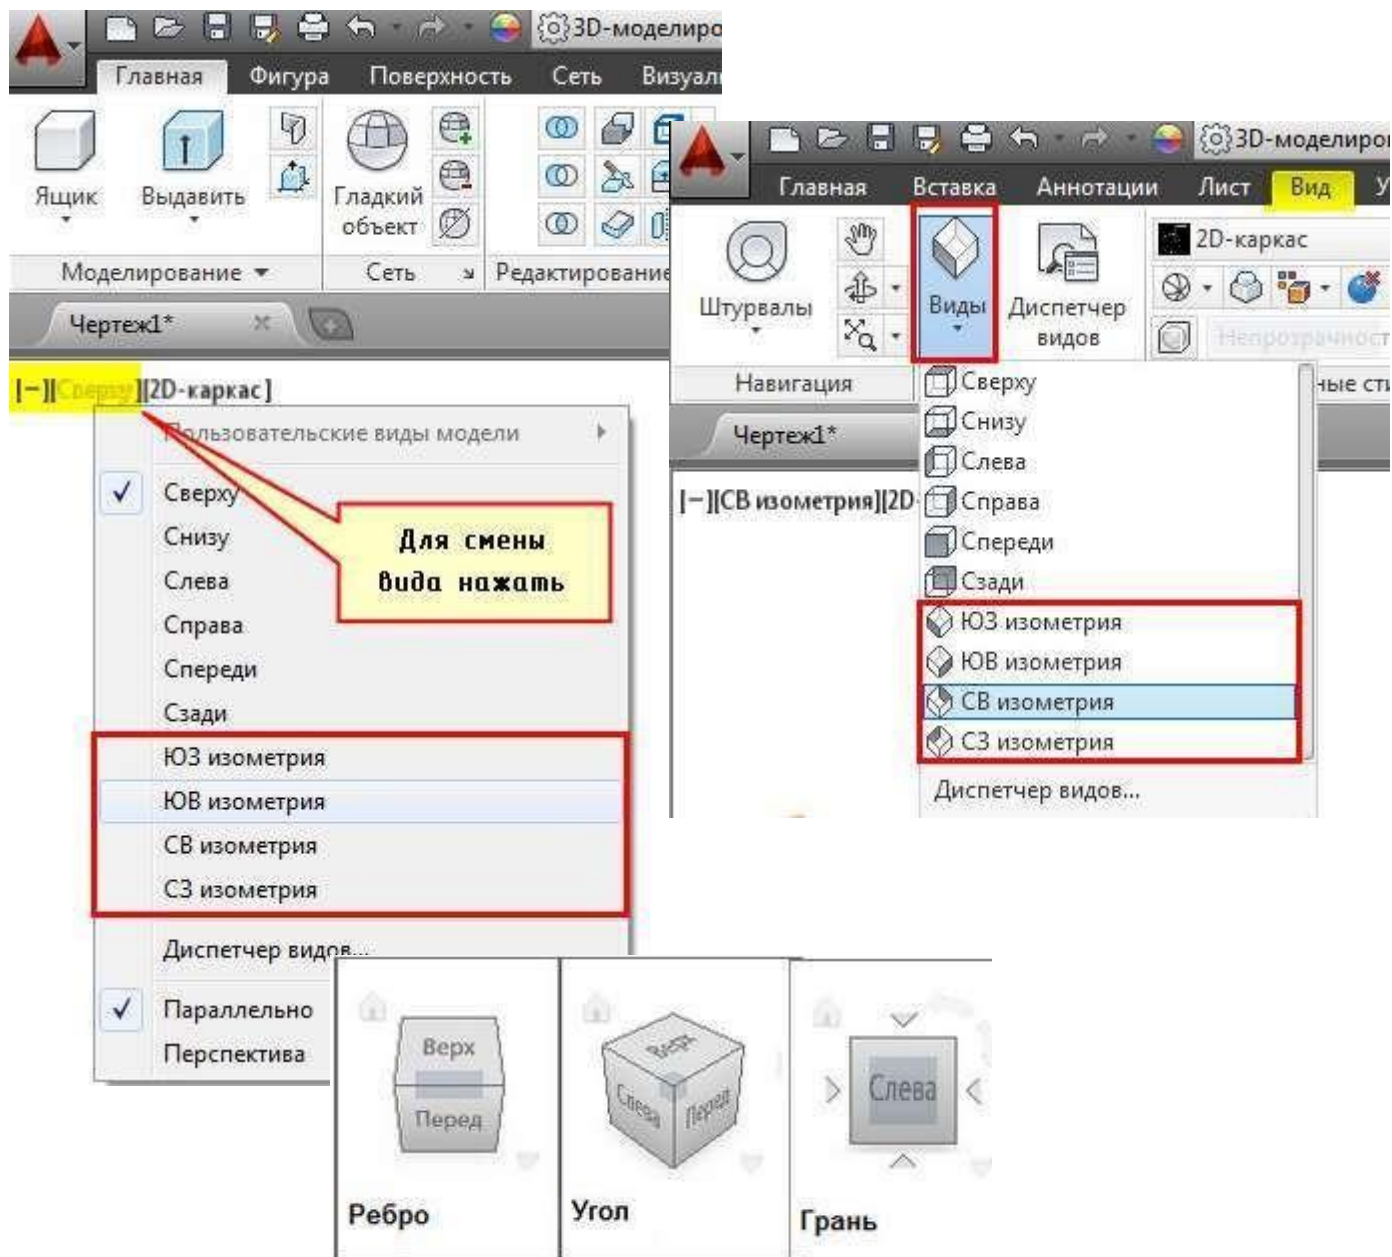 3D-моделиро
Главная Фигура Поверхность Сеть Визуал
Ящик Выдавить Гладкий объект
Моделирование Сеть Редактирование
Чертеж1*
[−][Сверху][2D-каркас]
Пользовательские виды модели
Сверху
Снизу
Слева
Справа
Спереди
Сзади
ЮЗ изометрия
ЮВ изометрия
СВ изометрия
СЗ изометрия
Диспетчер видов...
Параллельно
Перспектива
Для смены
вида нажать
3D-моделиров
Главная Вставка Аннотации Лист Вид У
Штурвалы Виды Диспетчер видов
2D-каркас
Непрозрачност
Навигация ные сти
Чертеж1*
[−][СВ изометрия][2D-
Сверху
Снизу
Слева
Справа
Спереди
Сзади
ЮЗ изометрия
ЮВ изометрия
СВ изометрия
СЗ изометрия
Диспетчер видов...
Верх
Перед
Ребро
Верх
Слева Перед
Угол
Слева
Грань